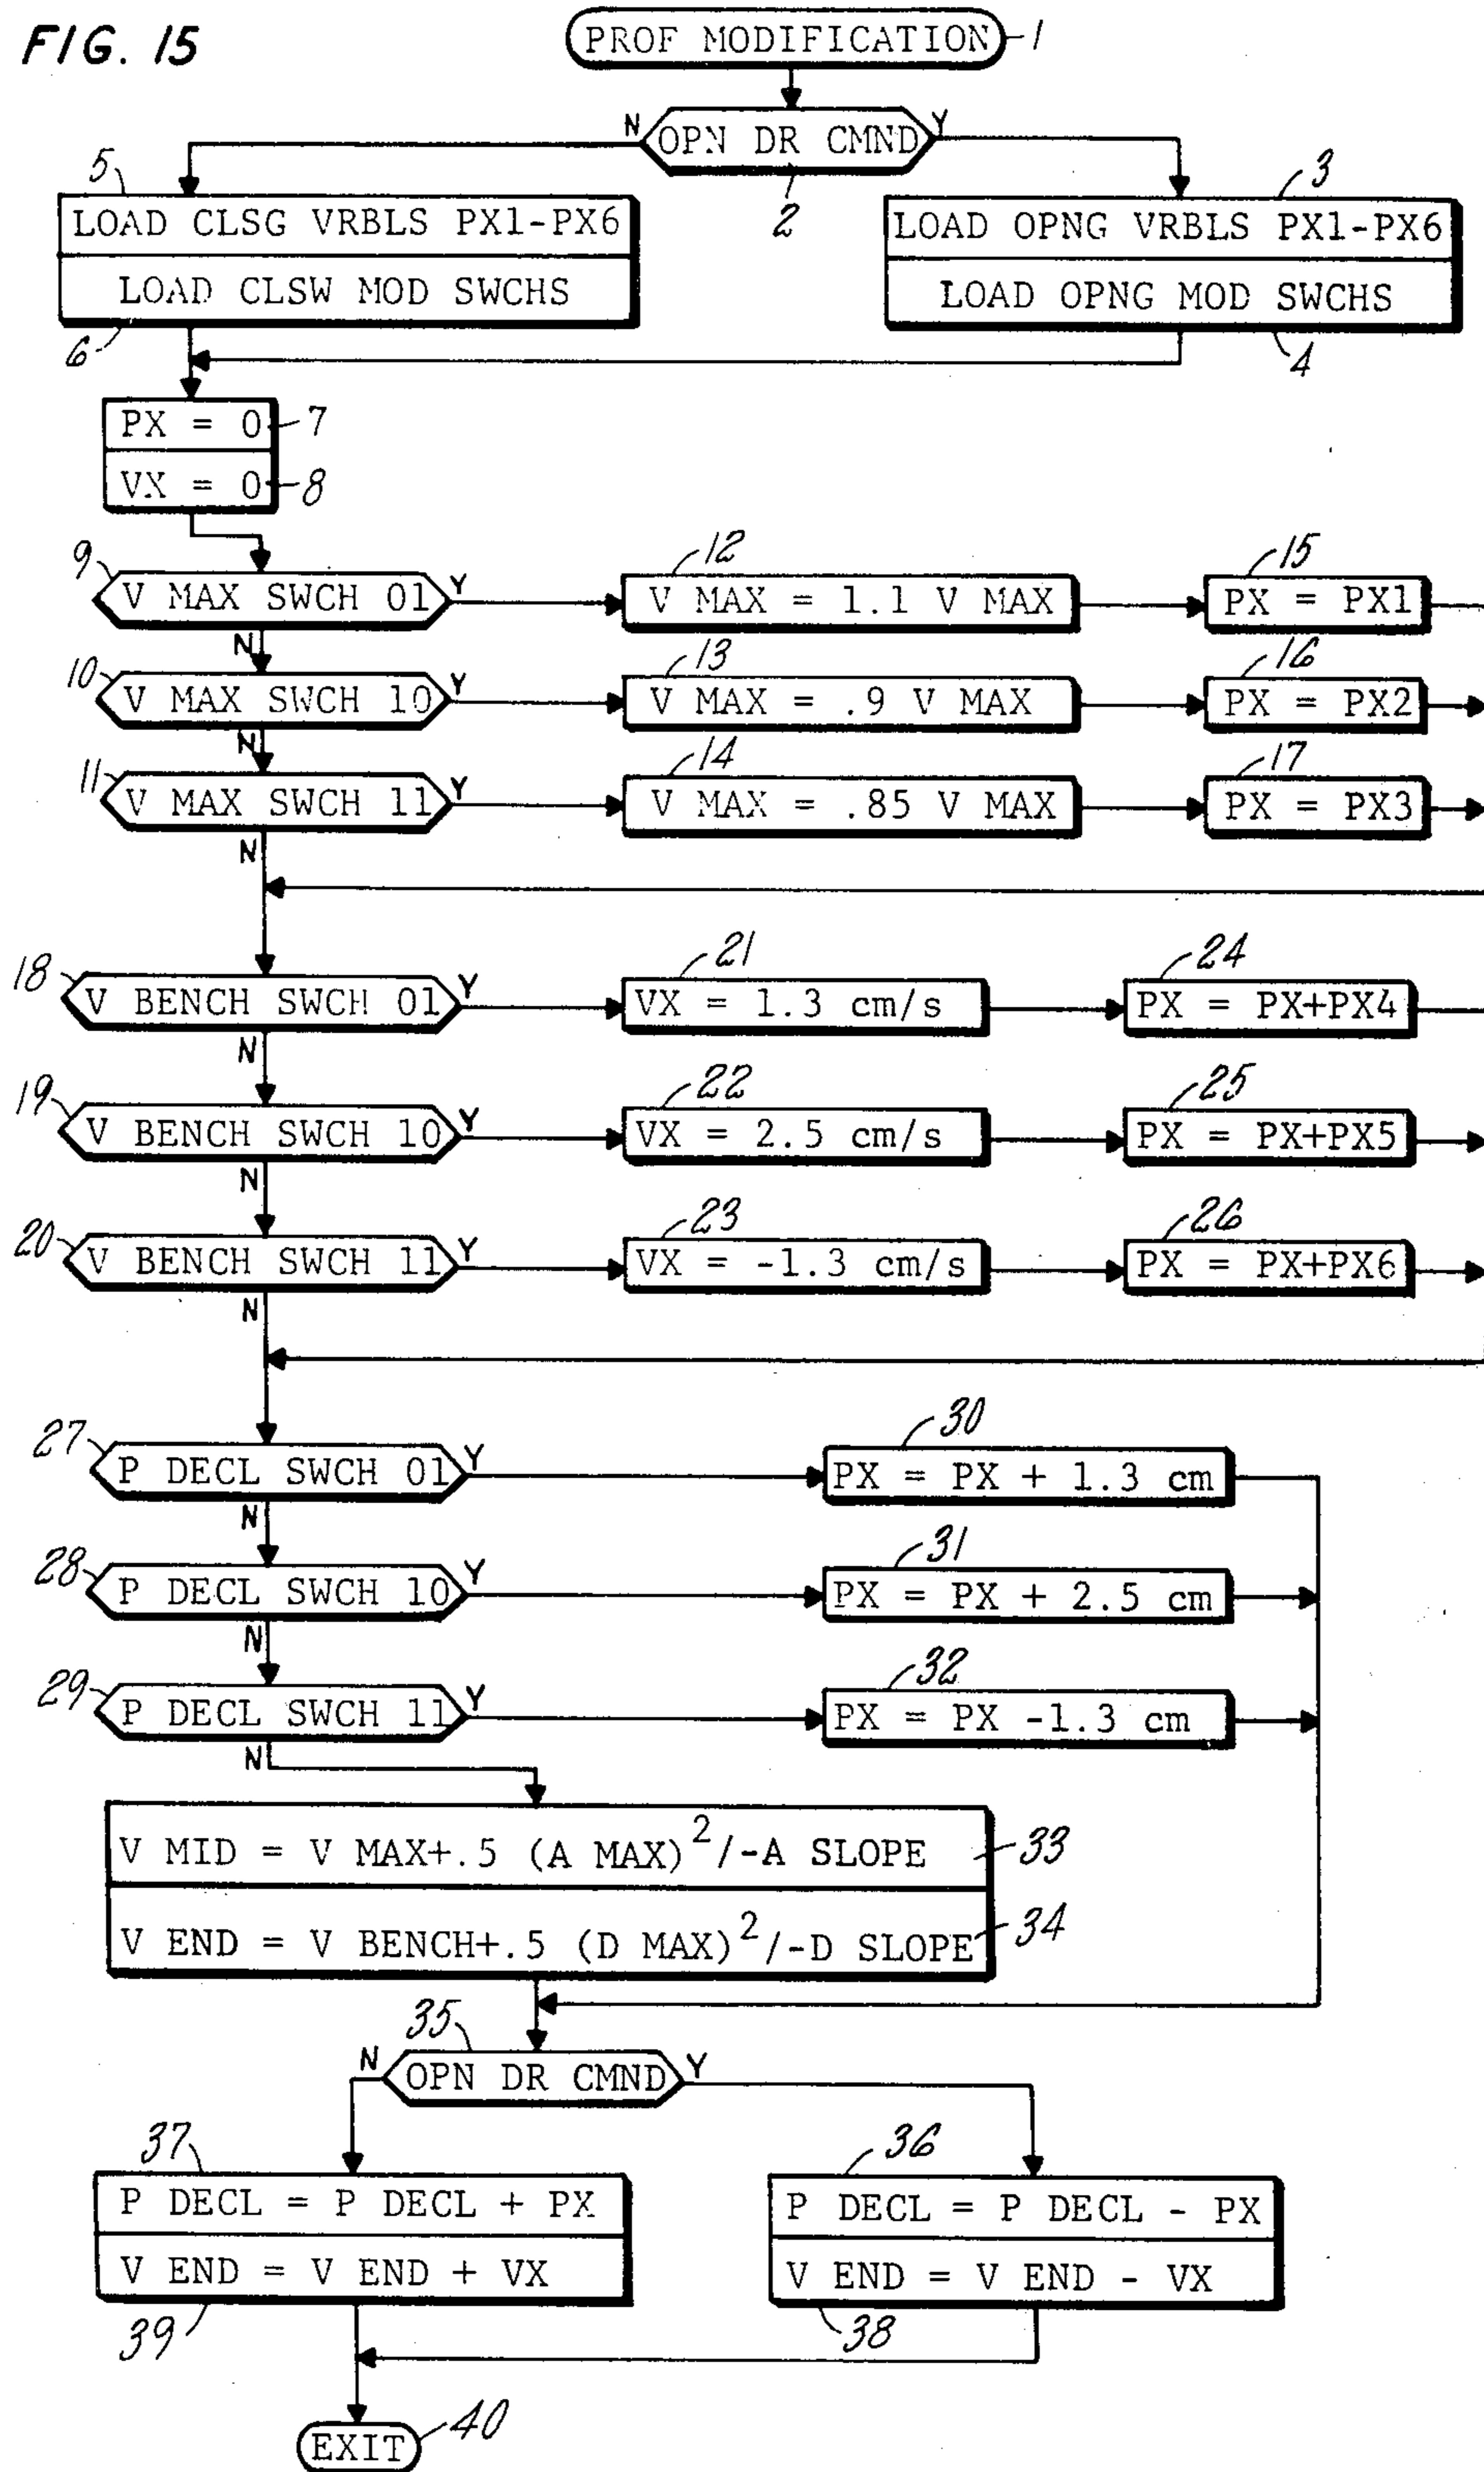 FIG. 15
PROF MODIFICATION
1
N
OPN DR CMND
Y
2
5
3
LOAD CLSG VRBLS PX1-PX6
LOAD OPNG VRBLS PX1-PX6
LOAD CLSW MOD SWCHS
LOAD OPNG MOD SWCHS
6
4
PX = 0
7
VX = 0
8
9
V MAX SWCH 01
Y
12
V MAX = 1.1 V MAX
15
PX = PX1
N
10
V MAX SWCH 10
Y
13
V MAX = .9 V MAX
16
PX = PX2
N
11
V MAX SWCH 11
Y
14
V MAX = .85 V MAX
17
PX = PX3
N
18
V BENCH SWCH 01
Y
21
VX = 1.3 cm/s
24
PX = PX+PX4
N
19
V BENCH SWCH 10
Y
22
VX = 2.5 cm/s
25
PX = PX+PX5
N
20
V BENCH SWCH 11
Y
23
VX = -1.3 cm/s
26
PX = PX+PX6
N
27
P DECL SWCH 01
Y
30
PX = PX + 1.3 cm
N
28
P DECL SWCH 10
Y
31
PX = PX + 2.5 cm
N
29
P DECL SWCH 11
Y
32
PX = PX -1.3 cm
N
V MID = V MAX+.5 (A MAX)²/-A SLOPE
33
V END = V BENCH+.5 (D MAX)²/-D SLOPE
34
35
N
OPN DR CMND
Y
37
36
P DECL = P DECL + PX
P DECL = P DECL - PX
V END = V END + VX
V END = V END - VX
39
38
EXIT
40